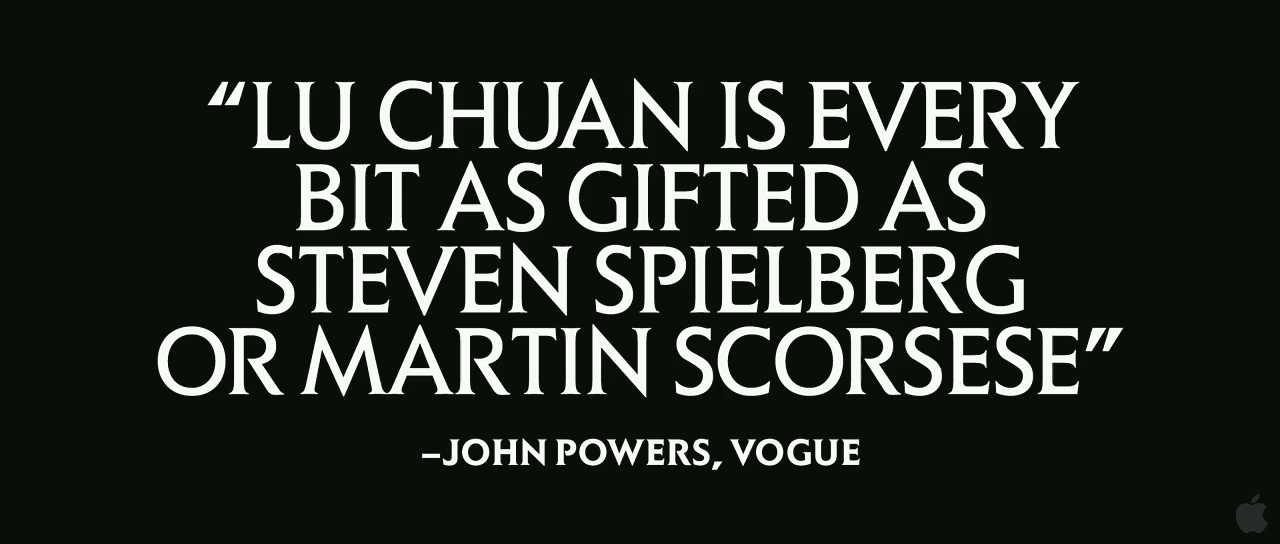 “LU CHUAN IS EVERY
BIT AS GIFTED AS
STEVEN SPIELBERG
OR MARTIN SCORSESE”
–JOHN POWERS, VOGUE